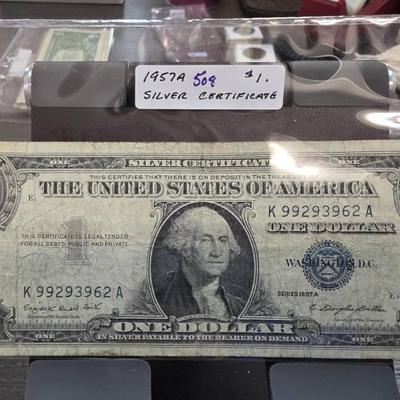 1957A 508 $1.
SILVER CERTIFICATE
ONE SILVER CERTIFICATE
THIS CERTIFIES THAT THERE IS ON DEPOSIT IN THE TREASURY OF
THE UNITED STATES OF AMERICA
E
K 99293962 A
THIS CERTIFICATE IS LEGAL TENDER
FOR ALL DEBTS, PUBLIC AND PRIVATE
ONE DOLLAR
WASHINGTON, D.C.
K 99293962 A
SERIES 1957 A
ONE DOLLAR
IN SILVER PAYABLE TO THE BEARER ON DEMAND
ONE
ONE